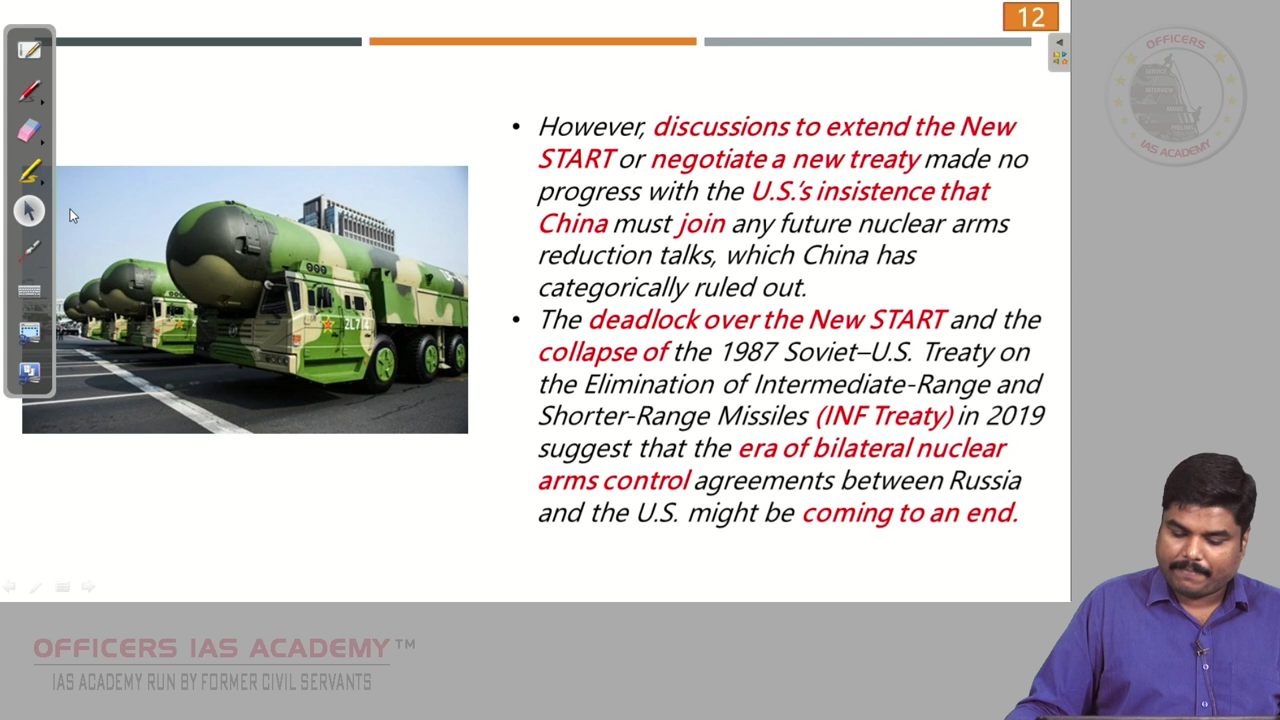 12
• However, discussions to extend the New
START or negotiate a new treaty made no
progress with the U.S.'s insistence that
China must join any future nuclear arms
reduction talks, which China has
categorically ruled out.
• The deadlock over the New START and the
collapse of the 1987 Soviet–U.S. Treaty on
the Elimination of Intermediate-Range and
Shorter-Range Missiles (INF Treaty) in 2019
suggest that the era of bilateral nuclear
arms control agreements between Russia
and the U.S. might be coming to an end.
OFFICERS
IAS ACADEMY
OFFICERS IAS ACADEMY™
IAS ACADEMY RUN BY FORMER CIVIL SERVANTS